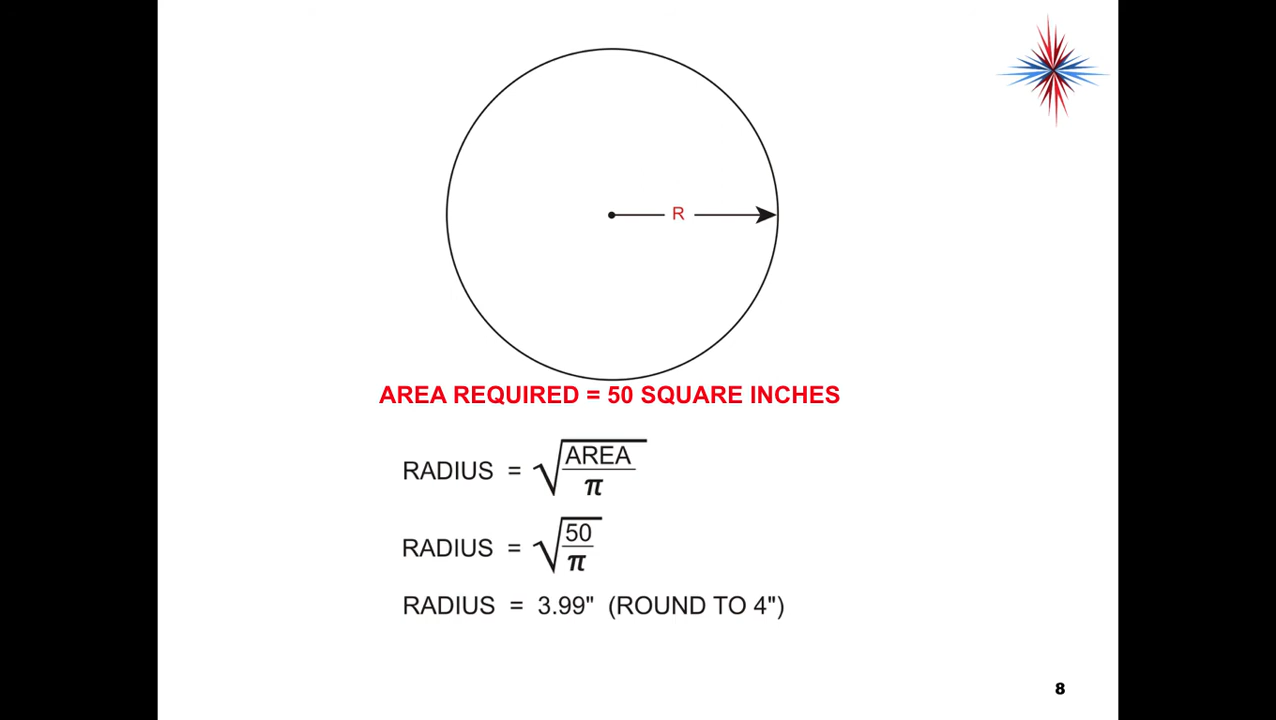 R
AREA REQUIRED = 50 SQUARE INCHES
RADIUS = √AREA/π
RADIUS = √50/π
RADIUS = 3.99" (ROUND TO 4")
8